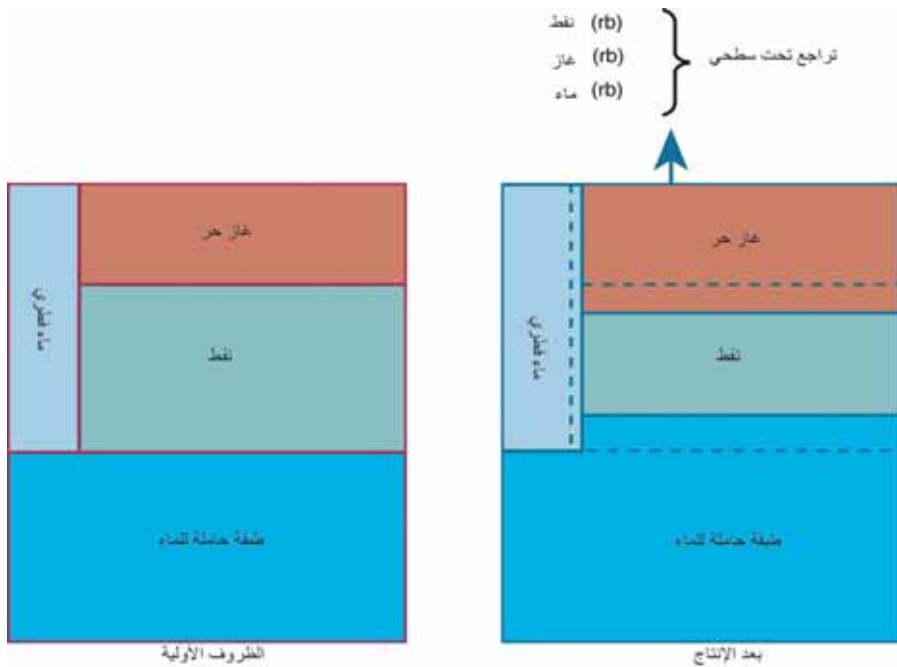 (rb) نفط
(rb) غاز
(rb) ماء
تراجع تحت سطحي
غاز حر
نفط
ماء فطري
طبقة حاملة للماء
الظروف الأولية
غاز حر
نفط
ماء فطري
طبقة حاملة للماء
بعد الإنتاج